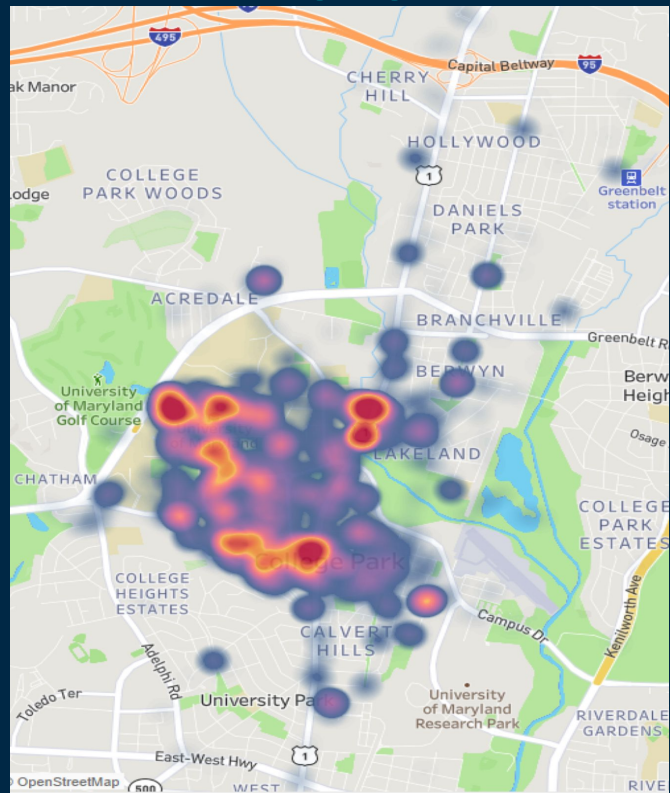 495
Capital Beltway
95
CHERRY
HILL
ak Manor
HOLLYWOOD
1
1
COLLEGE
PARK WOODS
Lodge
Greenbelt
station
DANIELS
PARK
ACREDALE
BRANCHVILLE
Greenbelt R
BERWYN
Berw
Heigh
University
of Maryland
Golf Course
Osage
LAKELAND
CHATHAM
COLLEGE
PARK
ESTATES
College Park
COLLEGE
HEIGHTS
ESTATES
Campus Dr
Kenilworth Ave
CALVERT
HILLS
Adelphi Rd
Toledo Ter
University Park
University
of Maryland
Research Park
RIVERDALE
GARDENS
1
East-West Hwy
OpenStreetMap
500
WEST
RIVE